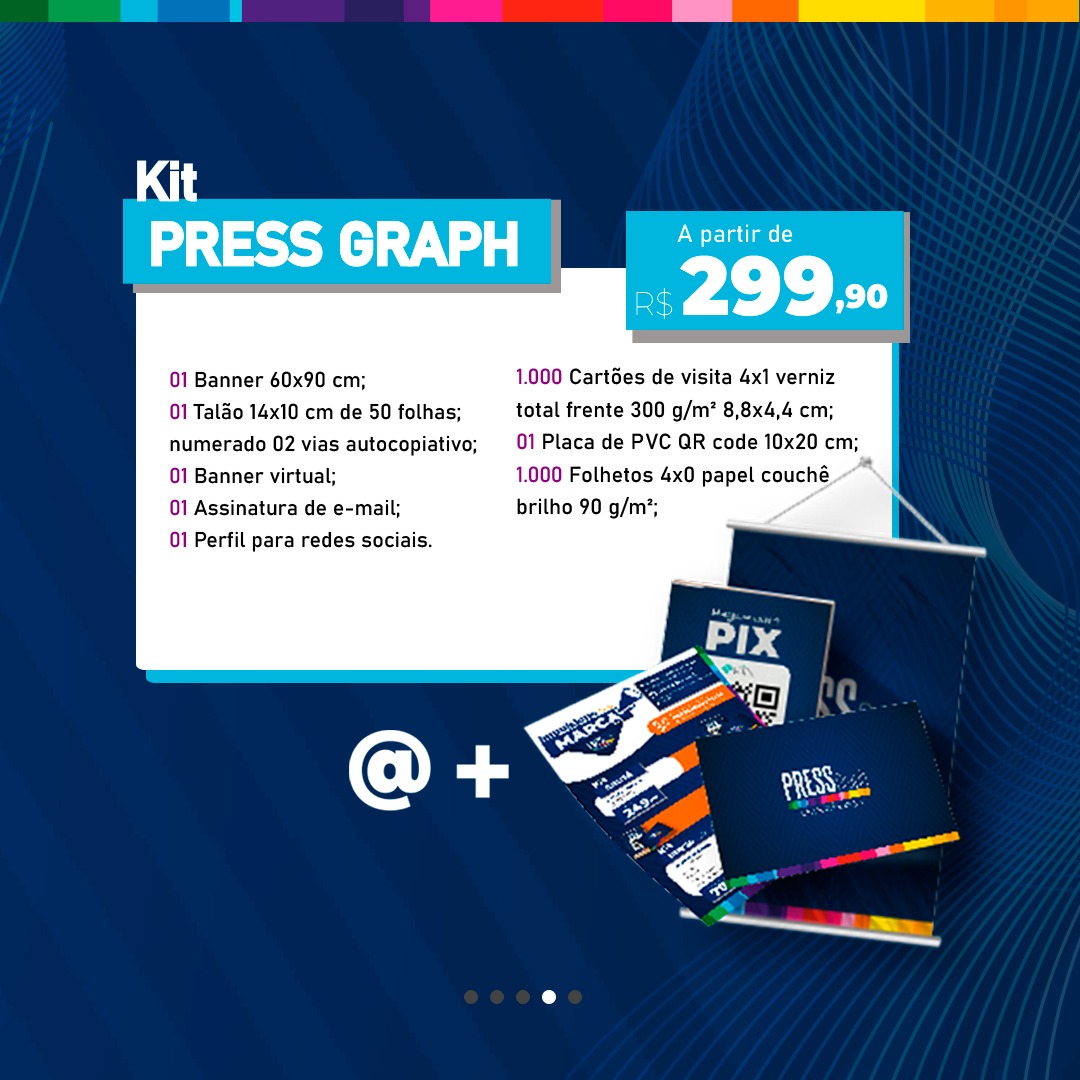 Kit
PRESS GRAPH
A partir de
R$ 299,90
01 Banner 60x90 cm;
01 Talão 14x10 cm de 50 folhas;
numerado 02 vias autocopiativo;
01 Banner virtual;
01 Assinatura de e-mail;
01 Perfil para redes sociais.
1.000 Cartões de visita 4x1 verniz
total frente 300 g/m² 8,8x4,4 cm;
01 Placa de PVC QR code 10x20 cm;
1.000 Folhetos 4x0 papel couchê
brilho 90 g/m²;
PIX
MARCA
249
PRESS
@ +